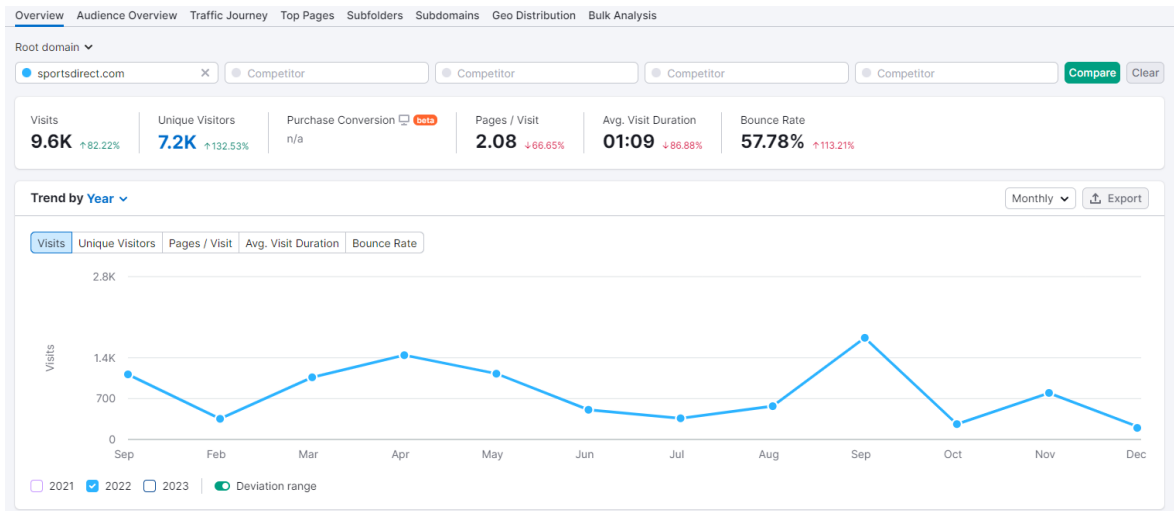 Overview Audience Overview Traffic Journey Top Pages Subfolders Subdomains Geo Distribution Bulk Analysis
Root domain
sportsdirect.com × Competitor Competitor Competitor Competitor Compare Clear
Visits Unique Visitors Purchase Conversion beta Pages / Visit Avg. Visit Duration Bounce Rate
9.6K ↑82.22% 7.2K ↑132.53% n/a 2.08 ↓66.65% 01:09 ↓86.88% 57.78% ↑113.21%
Trend by Year Monthly Export
Visits Unique Visitors Pages / Visit Avg. Visit Duration Bounce Rate
2.8K
Visits
1.4K
700
0
Sep Feb Mar Apr May Jun Jul Aug Sep Oct Nov Dec
2021 2022 2023 Deviation range